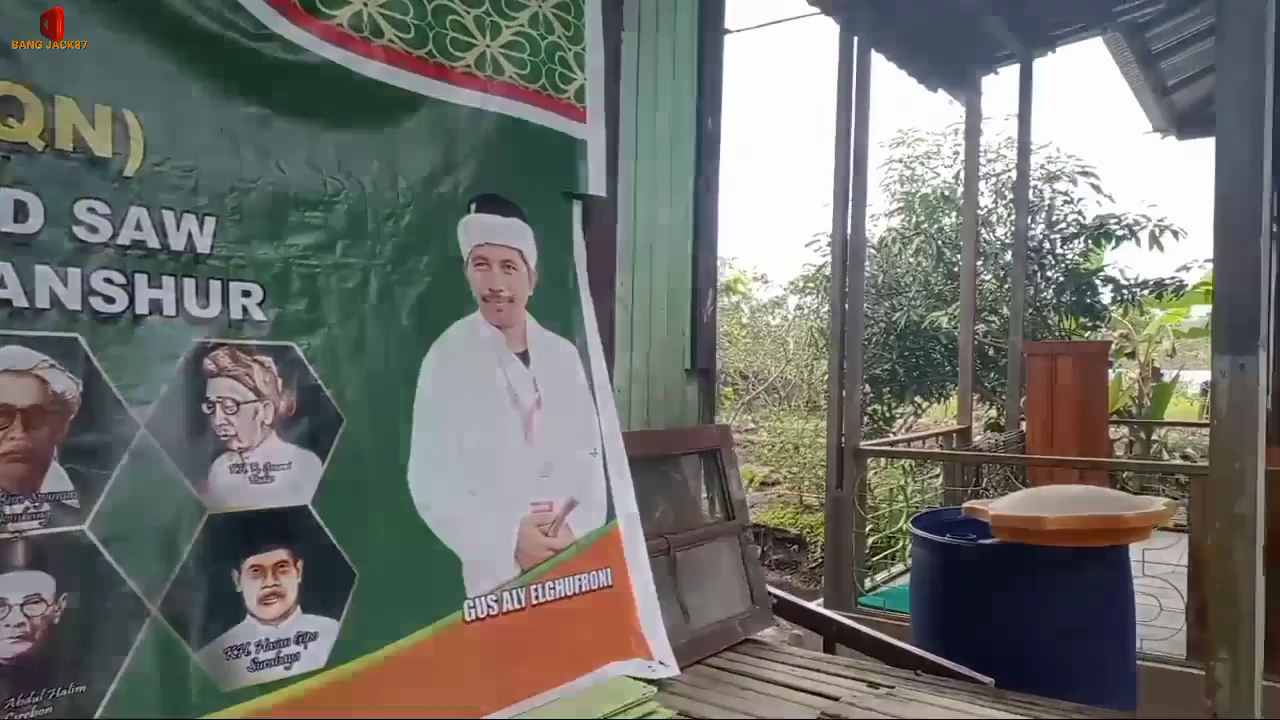 BANG JACK87
QN)
D SAW
ANSHUR
KH. Hasan Gipo
Surabaya
Abdul Halim
Cirebon
GUS ALY ELGHUFRONI